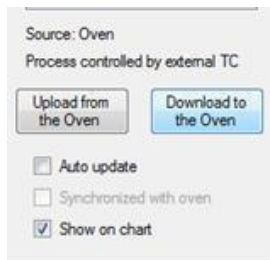 Source: Oven
Process controlled by external TC
Upload from
the Oven
Download to
the Oven
Auto update
Synchronized with oven
Show on chart